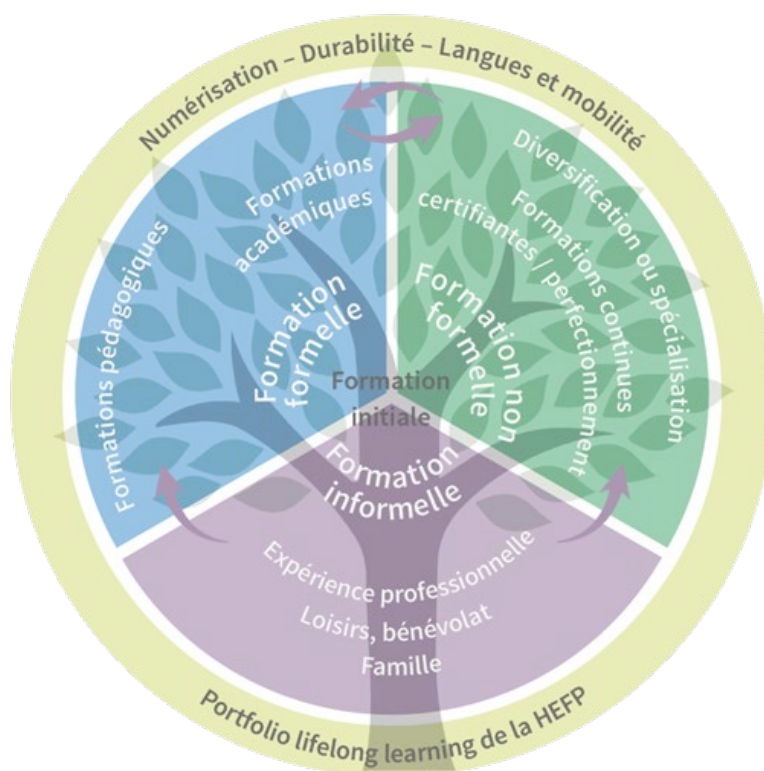 Numérisation – Durabilité – Langues et mobilité
Formations pédagogiques
Formations
académiques
Formation
formelle
Diversification ou spécialisation
Formations continues
certifiantes / perfectionnement
Formation non
formelle
Formation
initiale
Formation
informelle
Expérience professionnelle
Loisirs, bénévolat
Famille
Portfolio lifelong learning de la HEFP